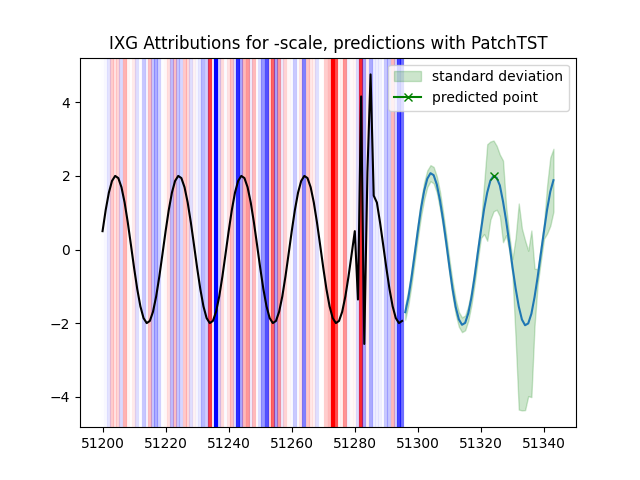 IXG Attributions for -scale, predictions with PatchTST
standard deviation
predicted point
4
2
0
−2
−4
51200 51220 51240 51260 51280 51300 51320 51340